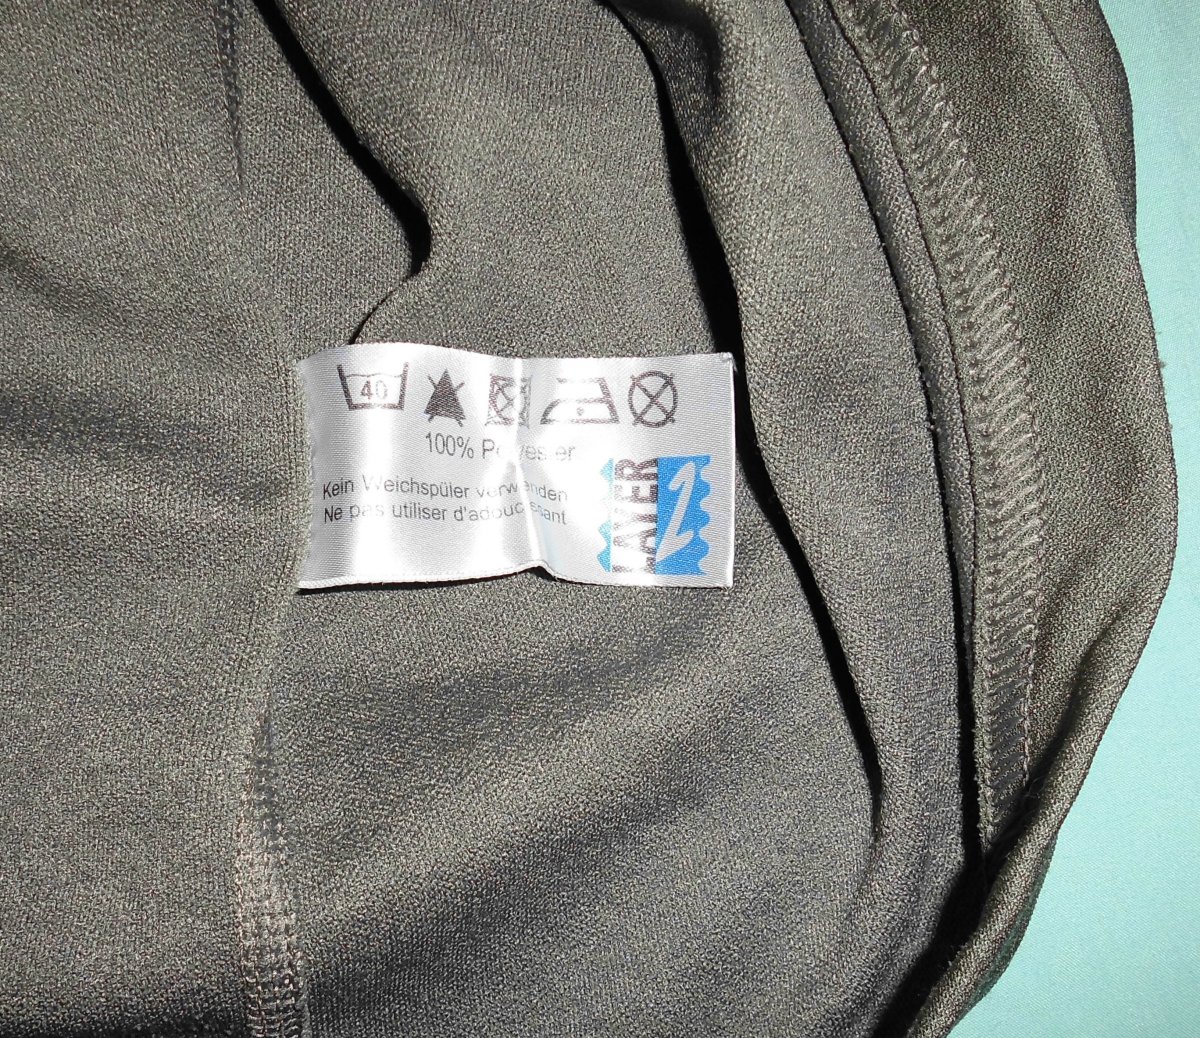 40
100% Polyester
Kein Weichspüler verwenden
Ne pas utiliser d'adoucissant
LAYER 2